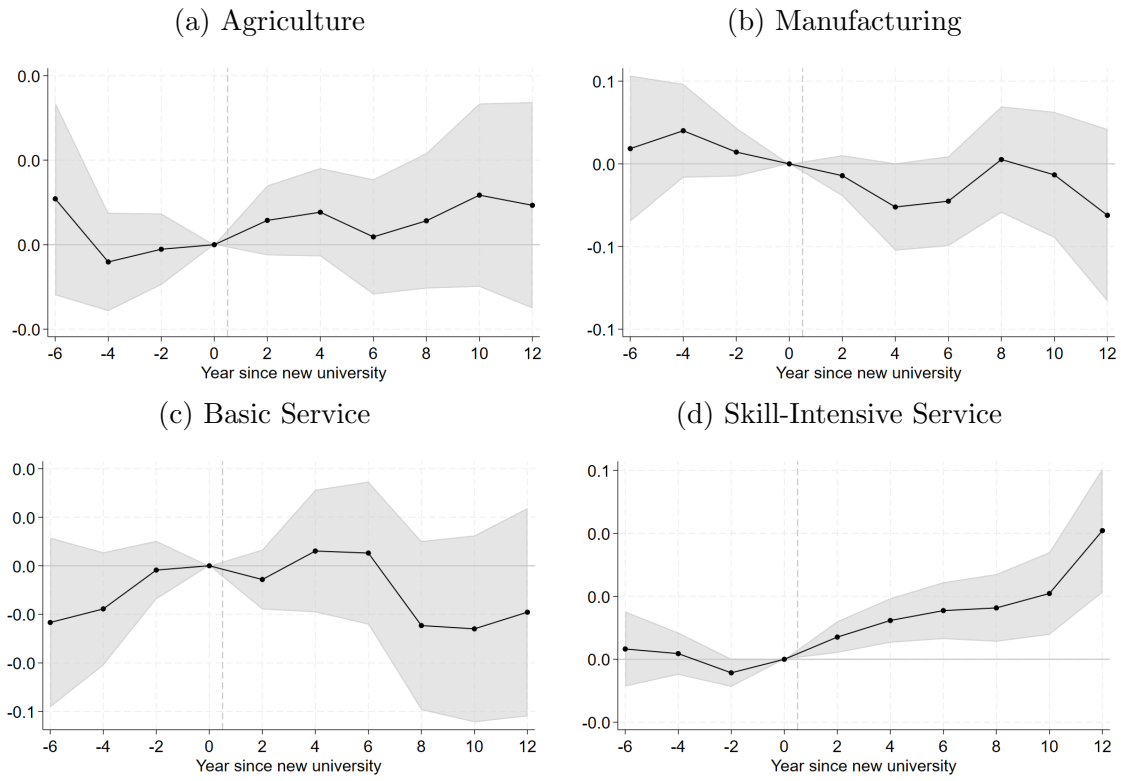 (a) Agriculture
0.0
0.0
0.0
-0.0
-6 -4 -2 0 2 4 6 8 10 12
Year since new university
(b) Manufacturing
0.1
0.0
-0.1
-0.1
-6 -4 -2 0 2 4 6 8 10 12
Year since new university
(c) Basic Service
0.0
0.0
0.0
-0.0
-0.0
-0.1
-6 -4 -2 0 2 4 6 8 10 12
Year since new university
(d) Skill-Intensive Service
0.1
0.0
0.0
0.0
-0.0
-6 -4 -2 0 2 4 6 8 10 12
Year since new university